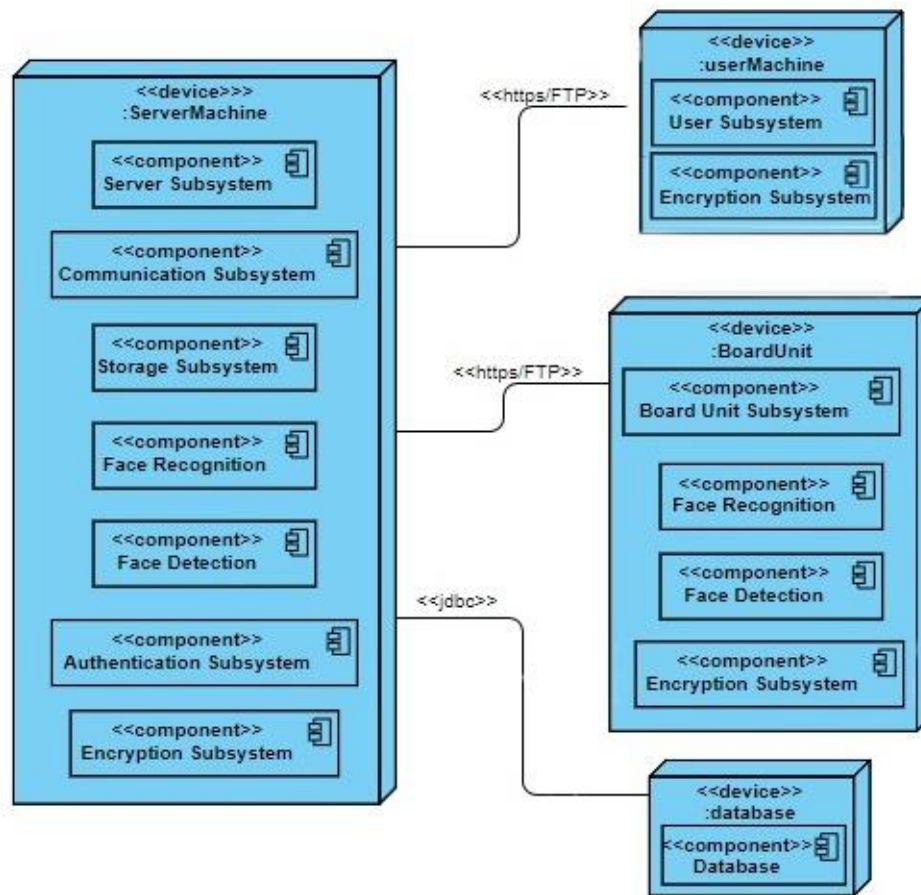 <<device>>>
:ServerMachine
<<component>>
Server Subsystem
<<component>>
Communication Subsystem
<<component>>
Storage Subsystem
<<component>>
Face Recognition
<<component>>
Face Detection
<<component>>
Authentication Subsystem
<<component>>
Encryption Subsystem
<<https/FTP>>
<<device>>
:userMachine
<<component>>
User Subsystem
<<component>>
Encryption Subsystem
<<https/FTP>>
<<device>>
:BoardUnit
<<component>>
Board Unit Subsystem
<<component>>
Face Recognition
<<component>>
Face Detection
<<component>>
Encryption Subsystem
<<jdbc>>
<<device>>
:database
<<component>>
Database